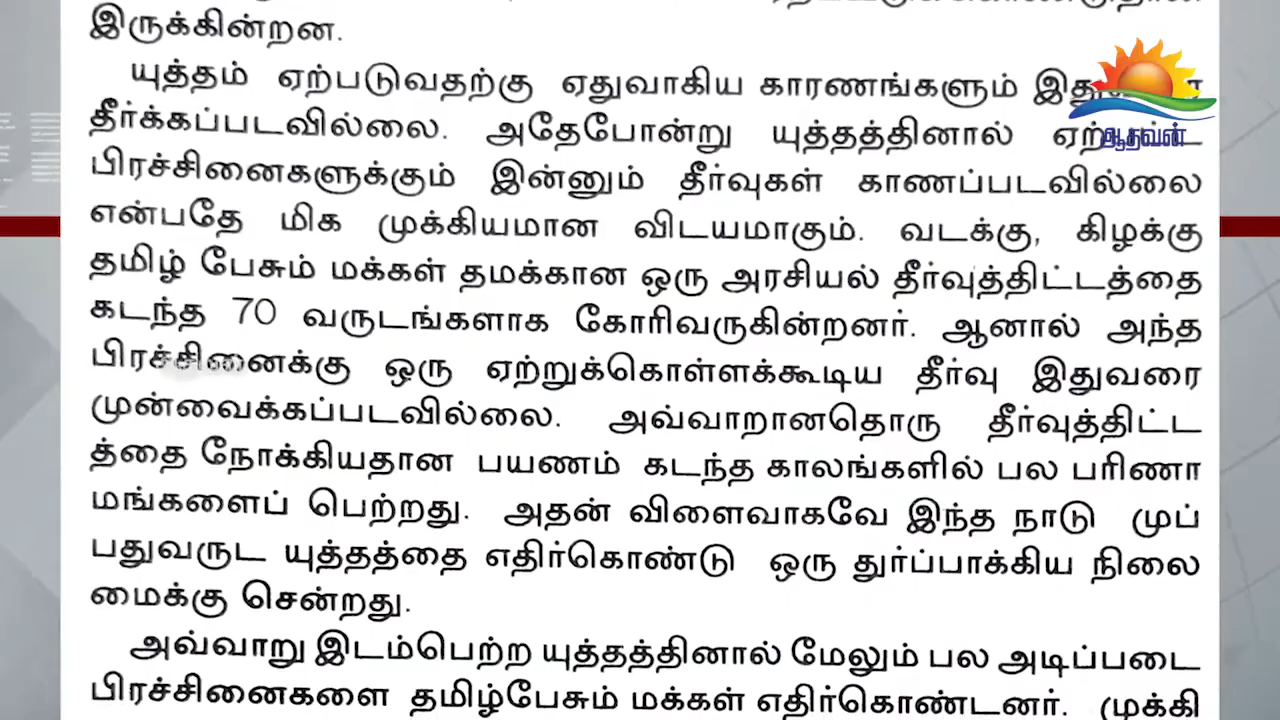 இருக்கின்றன.
யுத்தம் ஏற்படுவதற்கு ஏதுவாகிய காரணங்களும்
தீர்க்கப்படவில்லை. அதேபோன்று யுத்தத்தினால்
ஆதவன்
பிரச்சினைகளுக்கும் இன்னும் தீர்வுகள் காணப்படவில்லை
என்பதே மிக முக்கியமான விடயமாகும். வடக்கு, கிழக்கு
தமிழ் பேசும் மக்கள் தமக்கான ஒரு அரசியல் தீர்வுத்திட்டத்தை
கடந்த 70 வருடங்களாக கோரிவருகின்றனர். ஆனால் அந்த
பிரச்சினைக்கு ஒரு ஏற்றுக்கொள்ளக்கூடிய தீர்வு இதுவரை
முன்வைக்கப்படவில்லை. அவ்வாறானதொரு தீர்வுத்திட்ட
த்தை நோக்கியதான பயணம் கடந்த காலங்களில் பல பரிணா
மங்களைப் பெற்றது. அதன் விளைவாகவே இந்த நாடு முப்
பதுவருட யுத்தத்தை எதிர்கொண்டு ஒரு துர்ப்பாக்கிய நிலை
மைக்கு சென்றது.
அவ்வாறு இடம்பெற்ற யுத்தத்தினால் மேலும் பல அடிப்படை
பிரச்சினைகளை தமிழ்பேசும் மக்கள் எதிர்கொண்டனர். முக்கி